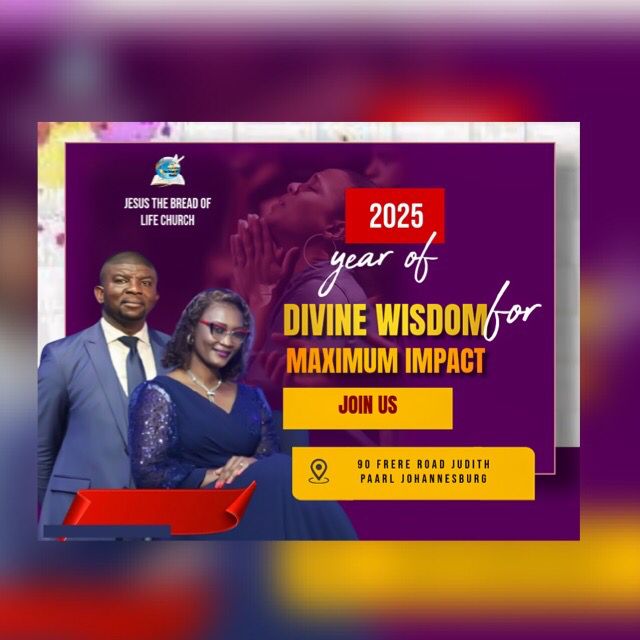 JESUS THE BREAD OF
LIFE CHURCH
2025
year of
DIVINE WISDOM for
MAXIMUM IMPACT
JOIN US
90 FRERE ROAD JUDITH
PAARL JOHANNESBURG